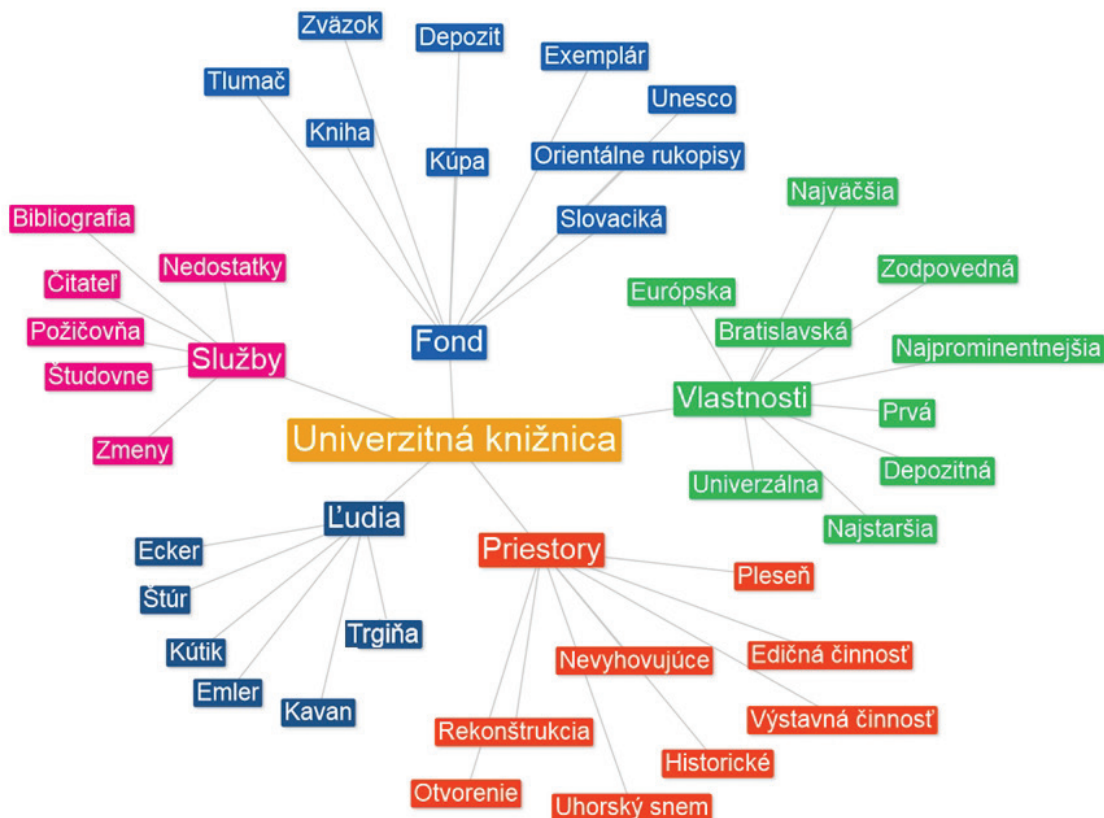 Zväzok
Depozit
Exemplár
Tlumač
Unesco
Kniha
Kúpa
Orientálne rukopisy
Slovaciká
Fond
Bibliografia
Nedostatky
Čitateľ
Požičovňa
Študovne
Služby
Zmeny
Najväčšia
Zodpovedná
Európska
Bratislavská
Najprominentnejšia
Vlastnosti
Prvá
Depozitná
Univerzálna
Najstaršia
Univerzitná knižnica
Ľudia
Ecker
Štúr
Kútik
Emler
Kavan
Trgiňa
Priestory
Pleseň
Nevyhovujúce
Edičná činnosť
Výstavná činnosť
Rekonštrukcia
Historické
Otvorenie
Uhorský snem